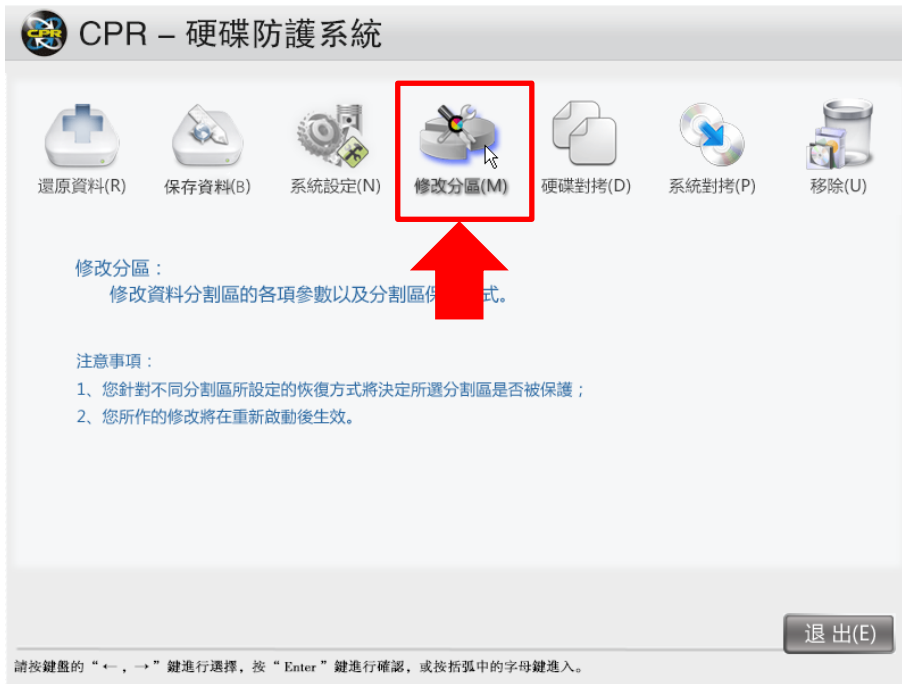 CPR
CPR – 硬碟防護系統
還原資料(R)
保存資料(B)
系統設定(N)
修改分區(M)
硬碟對拷(D)
系統對拷(P)
移除(U)
修改分區：
修改資料分割區的各項參數以及分割區保 式。
注意事項：
1、您針對不同分割區所設定的恢復方式將決定所選分割區是否被保護；
2、您所作的修改將在重新啟動後生效。
退 出(E)
請按鍵盤的“←，→”鍵進行選擇，按“Enter”鍵進行確認，或按括弧中的字母鍵進入。